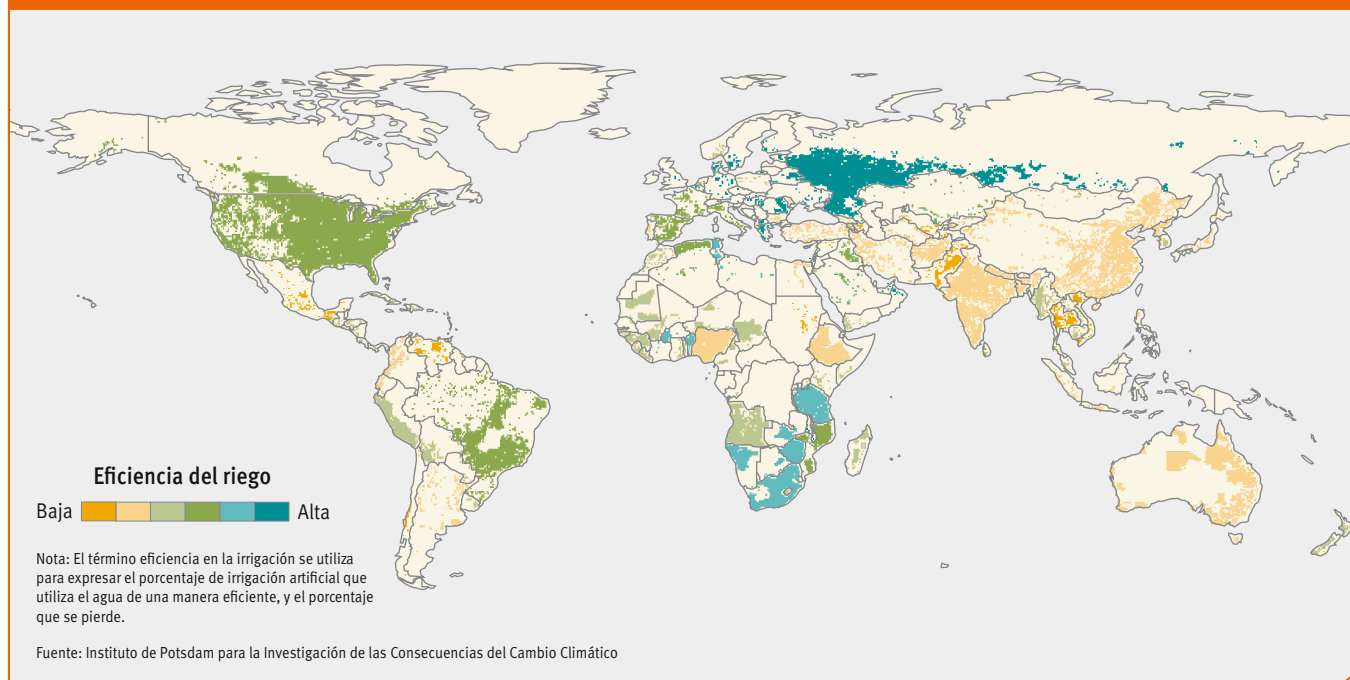 Eficiencia del riego
Baja Alta
Nota: El término eficiencia en la irrigación se utiliza
para expresar el porcentaje de irrigación artificial que
utiliza el agua de una manera eficiente, y el porcentaje
que se pierde.
Fuente: Instituto de Potsdam para la Investigación de las Consecuencias del Cambio Climático